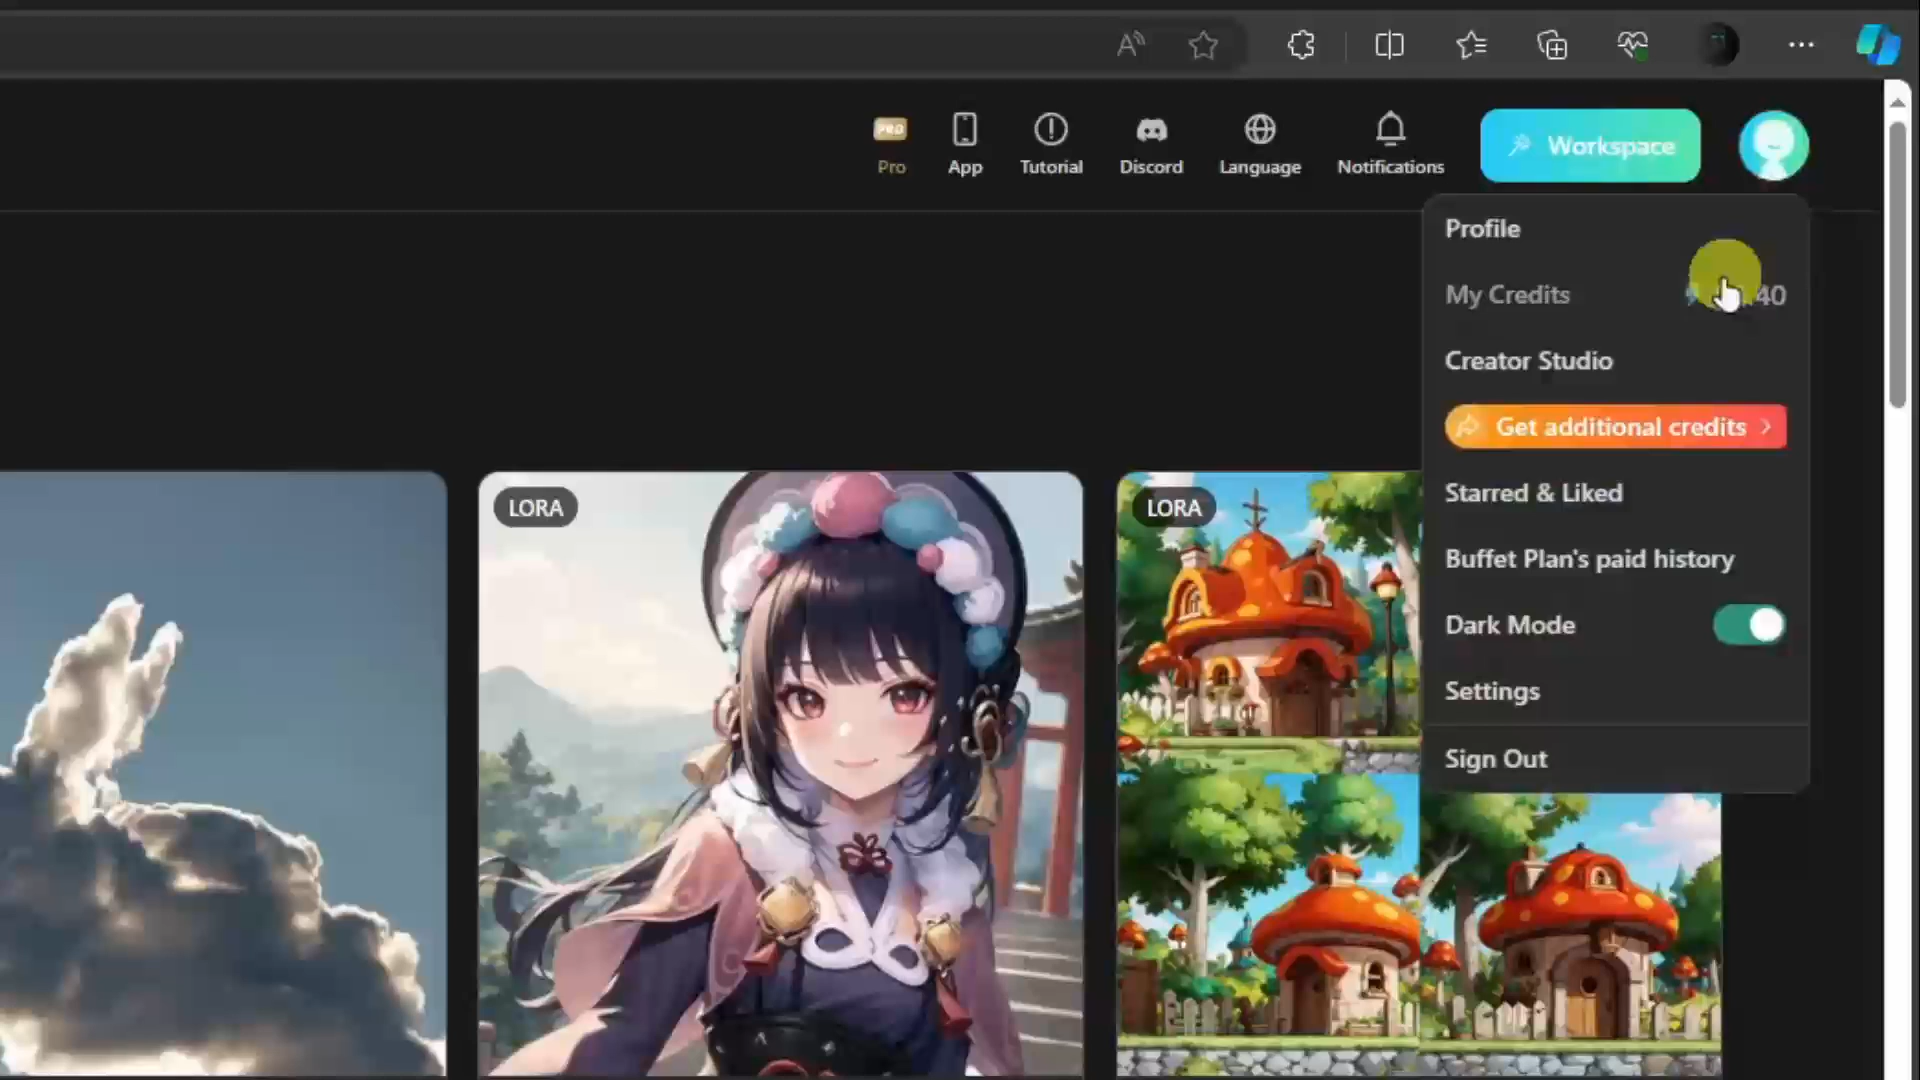 PRO
Pro
App
Tutorial
Discord
Language
Notifications
Workspace
Profile
My Credits
Creator Studio
Get additional credits
Starred & Liked
Buffet Plan's paid history
Dark Mode
Settings
Sign Out
LORA
LORA